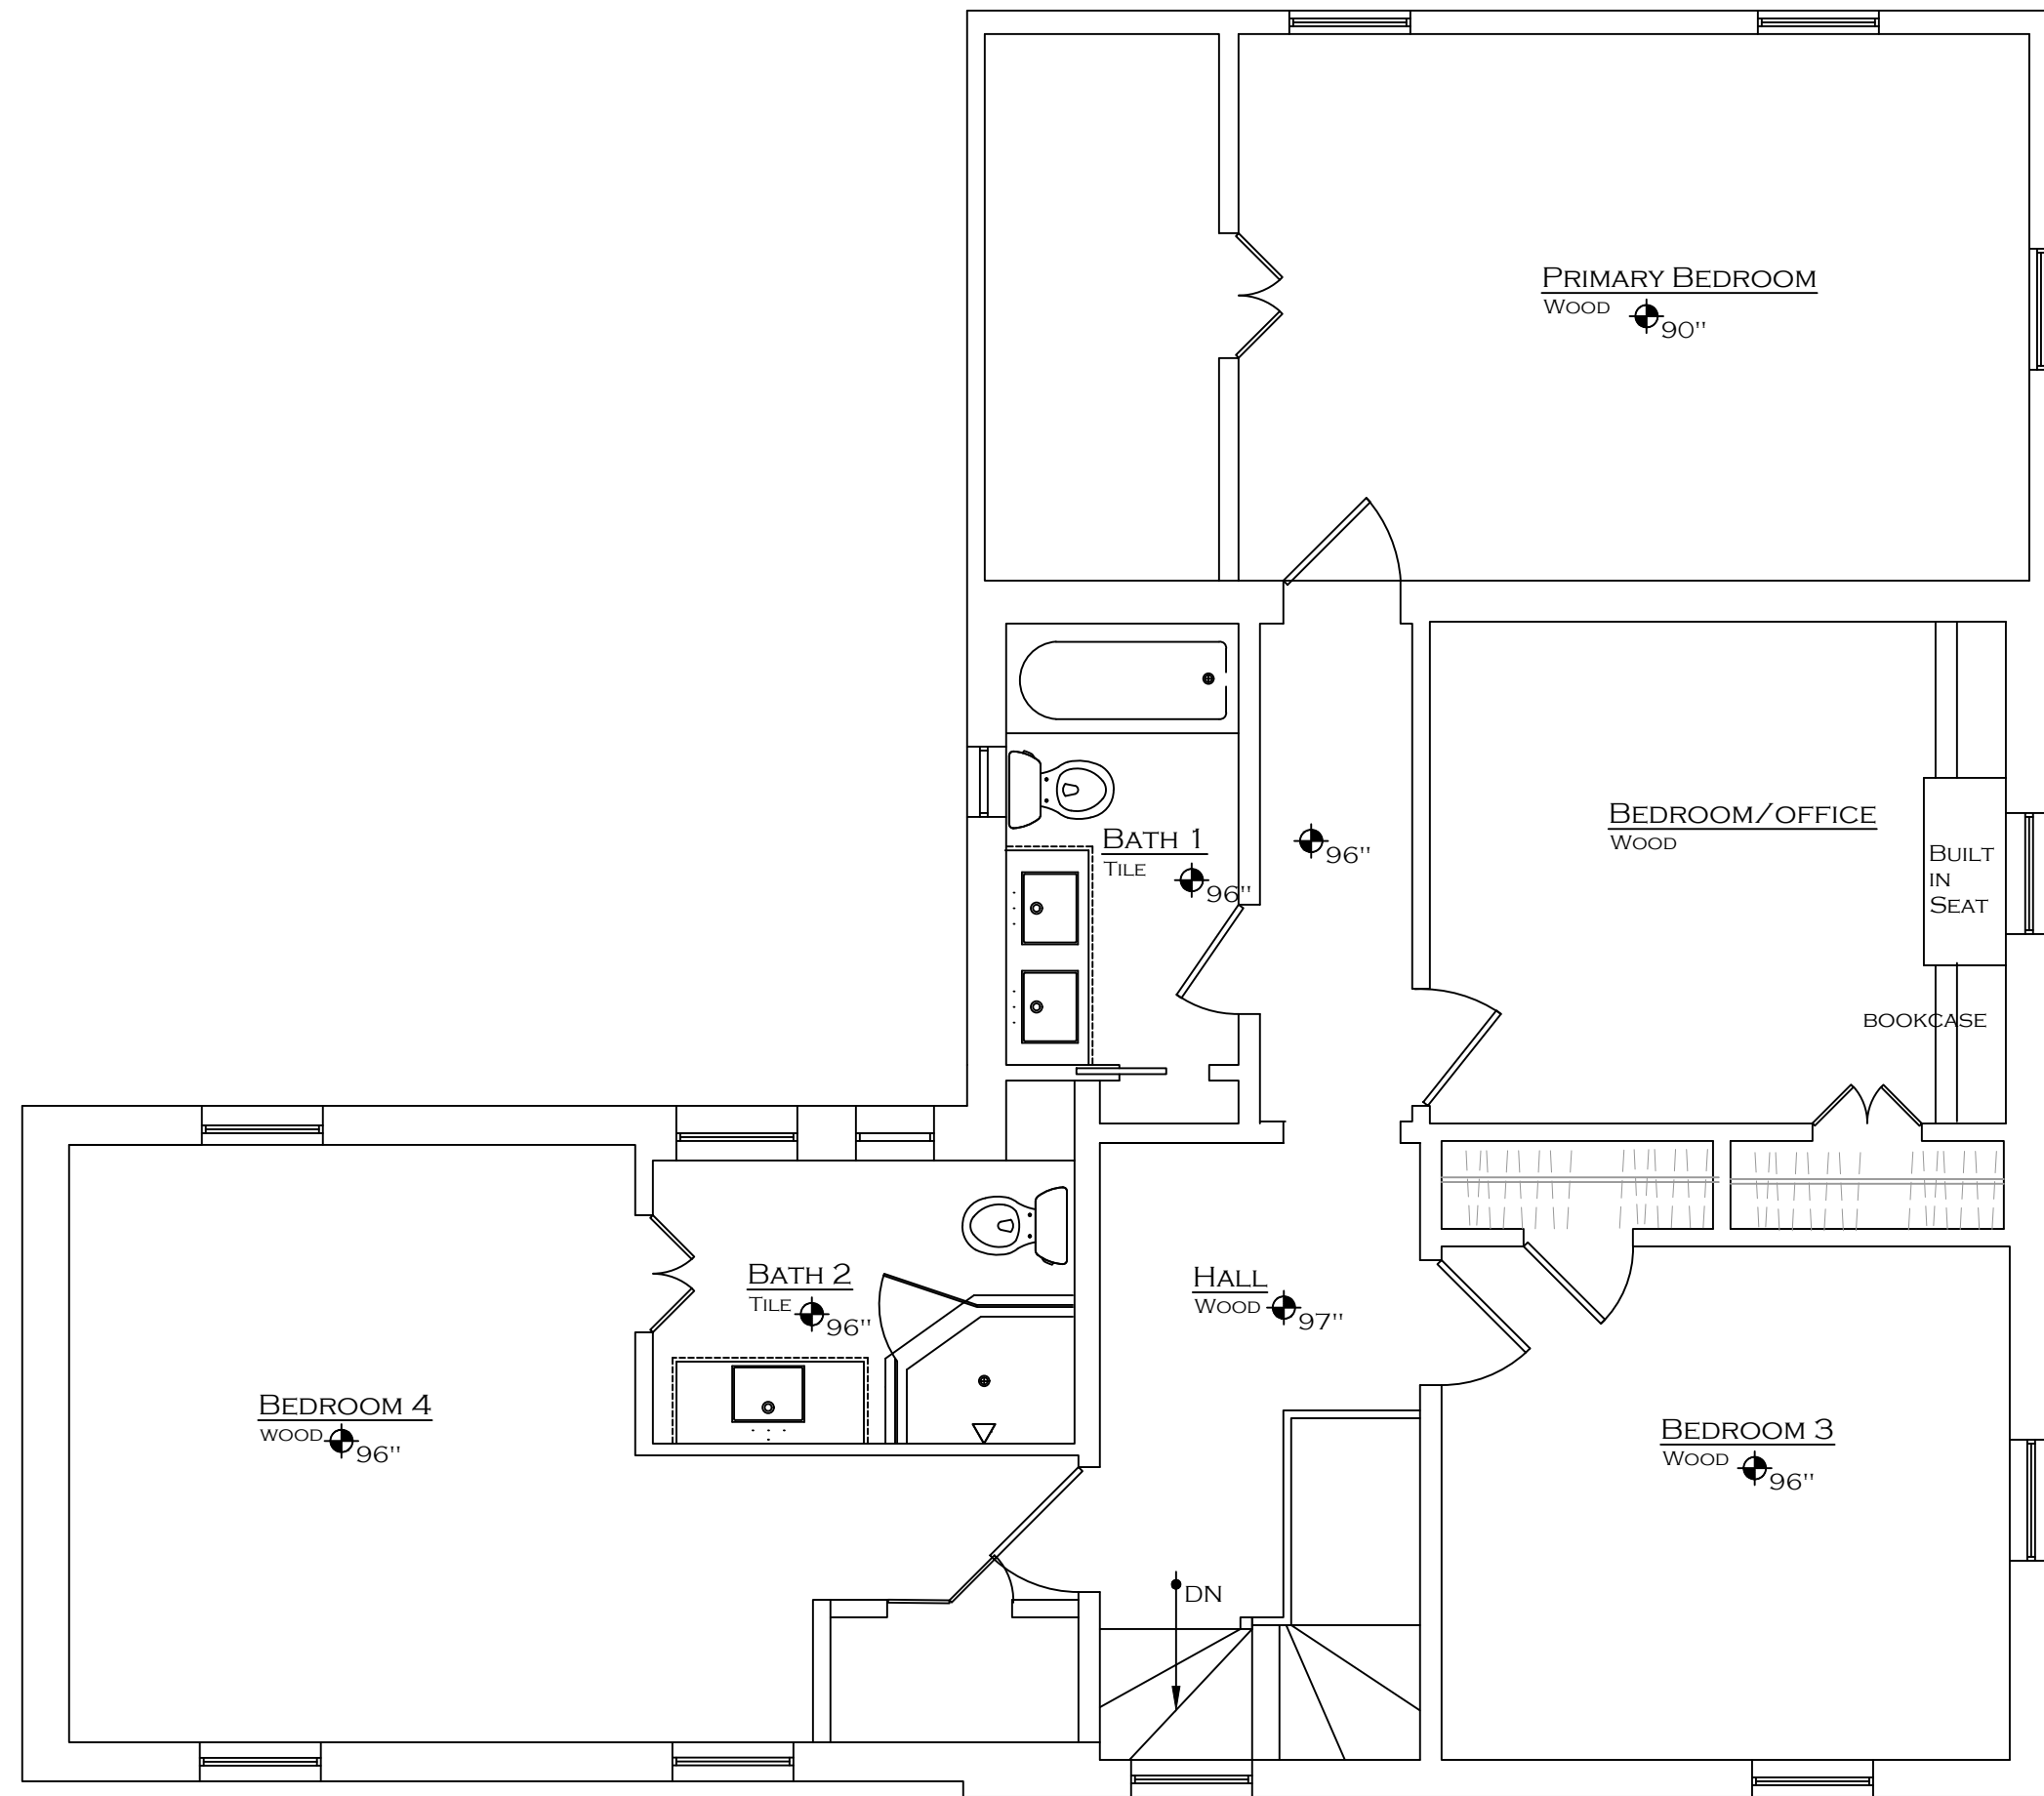 PRIMARY BEDROOM
WOOD
90"
BEDROOM/OFFICE
WOOD
BATH 1
TILE
96"
96"
BUILT
IN
SEAT
BOOKCASE
BATH 2
TILE
96"
HALL
WOOD
97"
BEDROOM 4
WOOD
96"
BEDROOM 3
WOOD
96"
DN